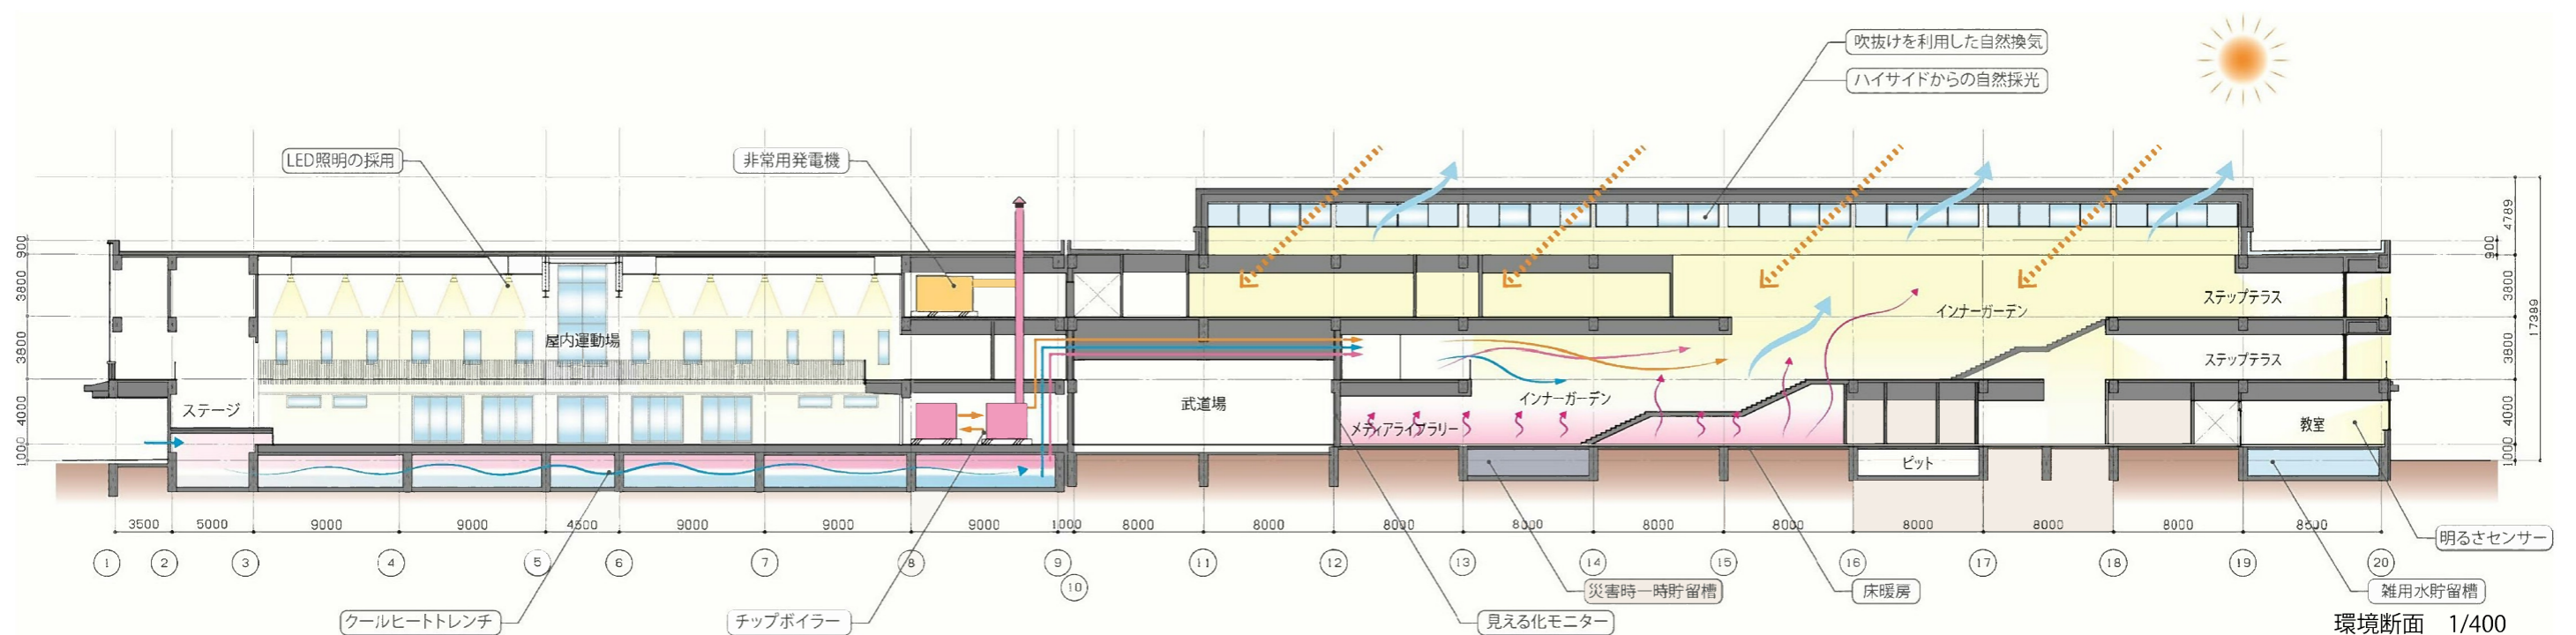 吹抜けを利用した自然換気
ハイサイドからの自然採光
LED照明の採用
非常用発電機
4789
900
900
3800
3800
4000
1000
3800
3800
4000
1000
17389
屋内運動場
ステージ
武道場
メディアライブラリー
インナーガーデン
インナーガーデン
ステップテラス
ステップテラス
教室
ピット
3500 5000 9000 9000 4500 9000 9000 9000 1000 8000 8000 8000 8000 8000 8000 8000 8000 8000 8500
1 2 3 4 5 6 7 8 9 10 11 12 13 14 15 16 17 18 19 20
明るさセンサー
災害時一時貯留槽
床暖房
雑用水貯留槽
クールヒートトレンチ
チップボイラー
見える化モニター
環境断面 1/400